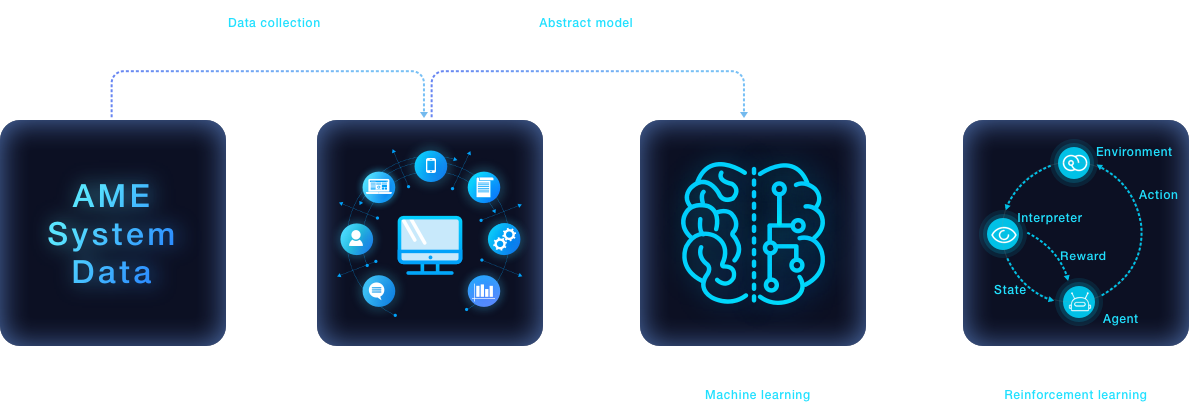 Data collection
Abstract model
AME
System
Data
Environment
Action
Interpreter
Reward
State
Agent
Machine learning
Reinforcement learning